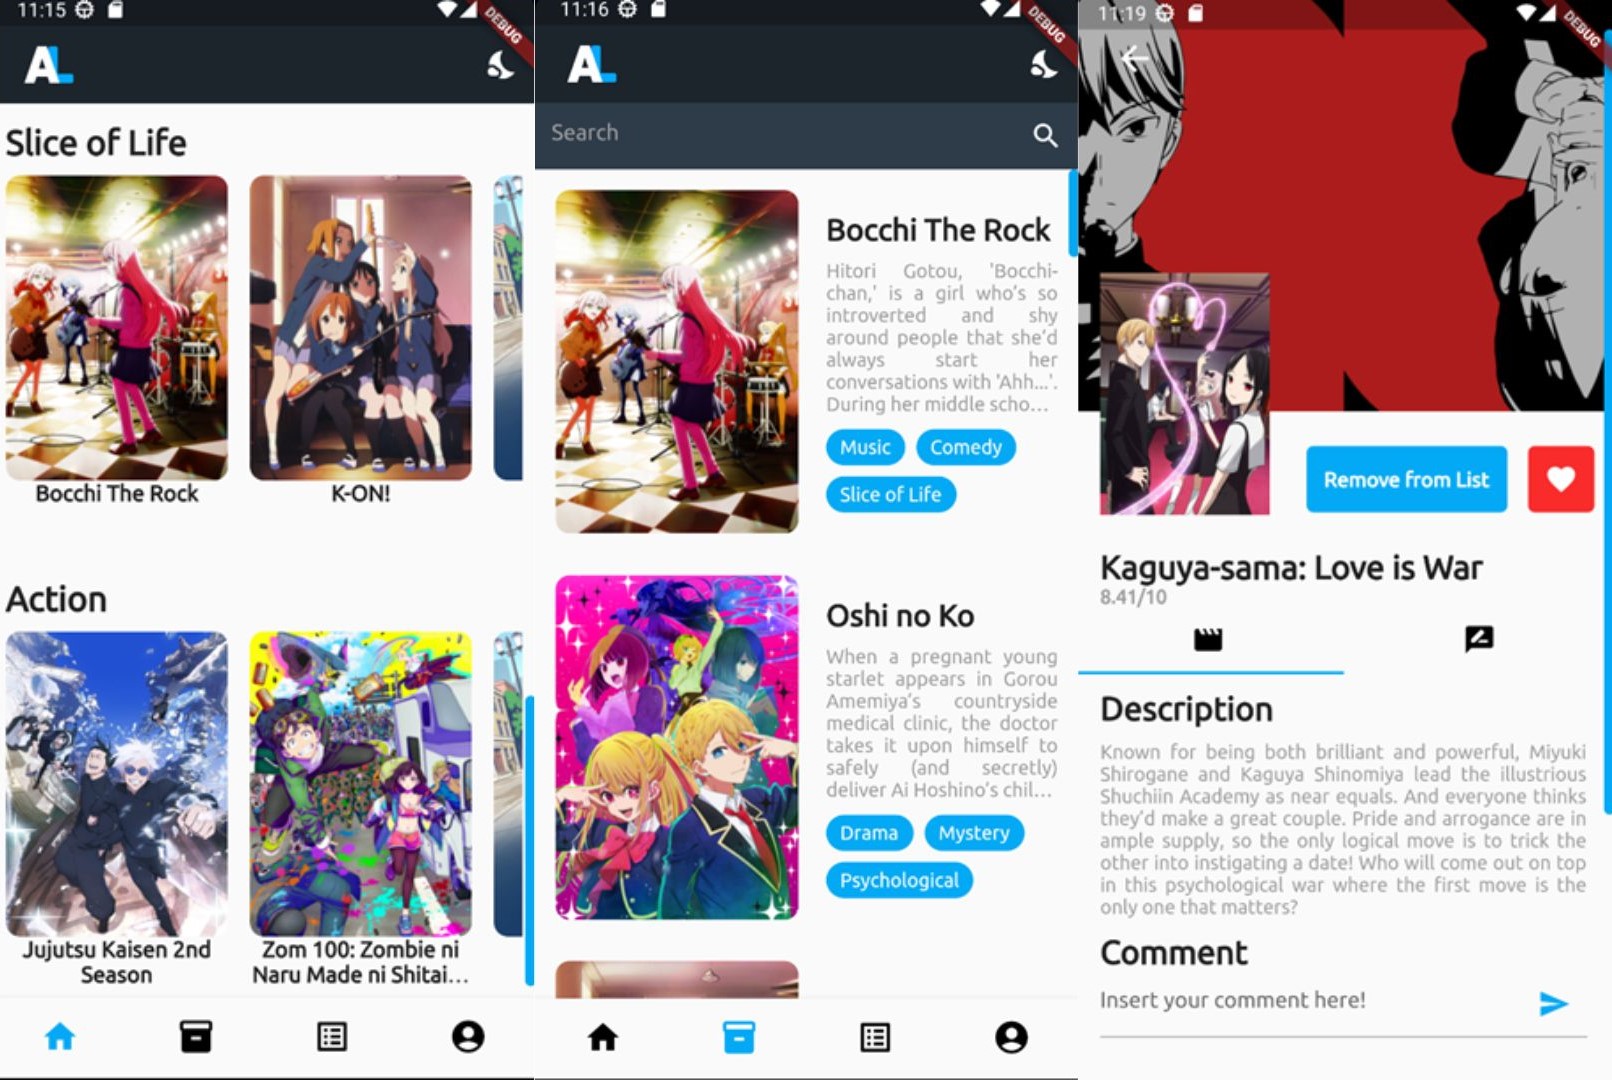 11:15
DEBUG
AL
Slice of Life
Bocchi The Rock
K-ON!
Action
Jujutsu Kaisen 2nd
Season
Zom 100: Zombie ni
Naru Made ni Shitai...
11:16
DEBUG
AL
Search
Bocchi The Rock
Hitori Gotou, 'Bocchi-
chan,' is a girl who's so
introverted and shy
around people that she'd
always start her
conversations with 'Ahh...'.
During her middle scho...
Music
Comedy
Slice of Life
Oshi no Ko
When a pregnant young
starlet appears in Gorou
Amemiya's countryside
medical clinic, the doctor
takes it upon himself to
safely (and secretly)
deliver Ai Hoshino's chil...
Drama
Mystery
Psychological
11:19
DEBUG
Remove from List
Kaguya-sama: Love is War
8.41/10
Description
Known for being both brilliant and powerful, Miyuki
Shirogane and Kaguya Shinomiya lead the illustrious
Shuchiin Academy as near equals. And everyone thinks
they'd make a great couple. Pride and arrogance are in
ample supply, so the only logical move is to trick the
other into instigating a date! Who will come out on top
in this psychological war where the first move is the
only one that matters?
Comment
Insert your comment here!